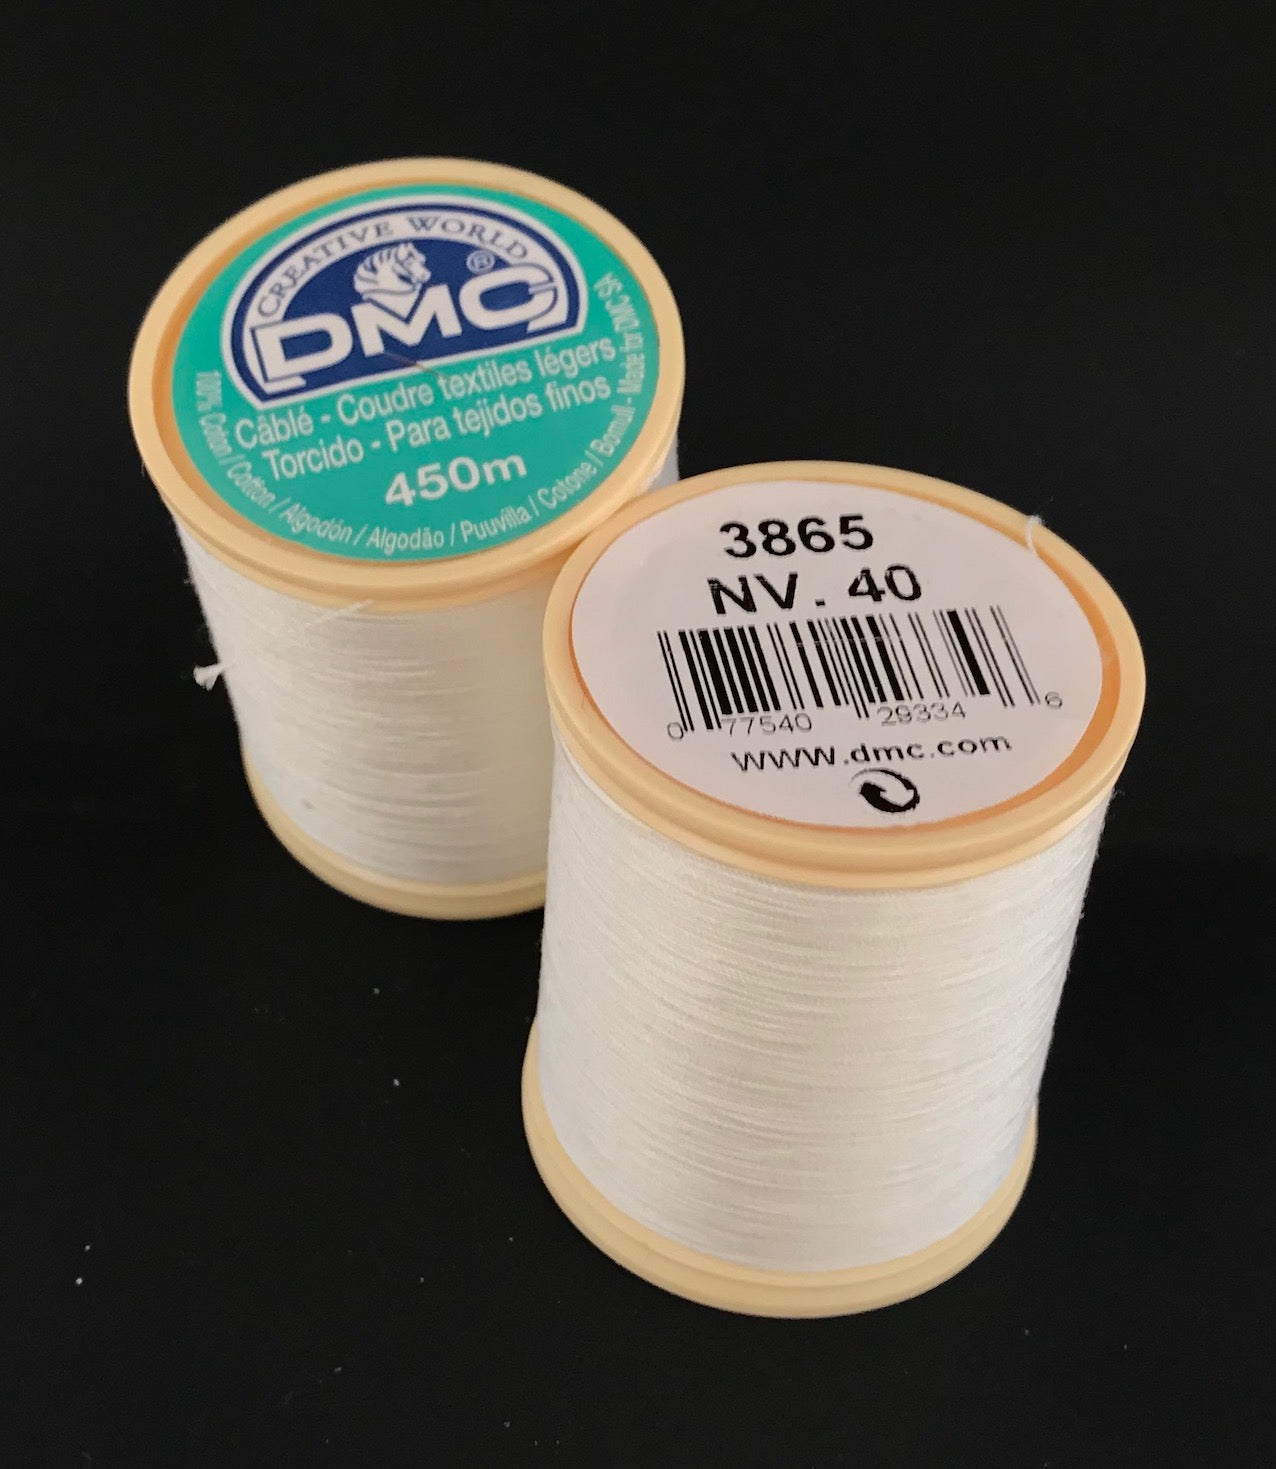 CREATIVE WORLD
DMC®
Câblé - Coudre textiles légers
Torcido - Para tejidos finos
450m
100% Coton / Cotton / Algodón / Algodão / Puuvilla / Cotone / Bomull - Made for DMC SA
3865
NV. 40
0 77540 29334 6
www.dmc.com